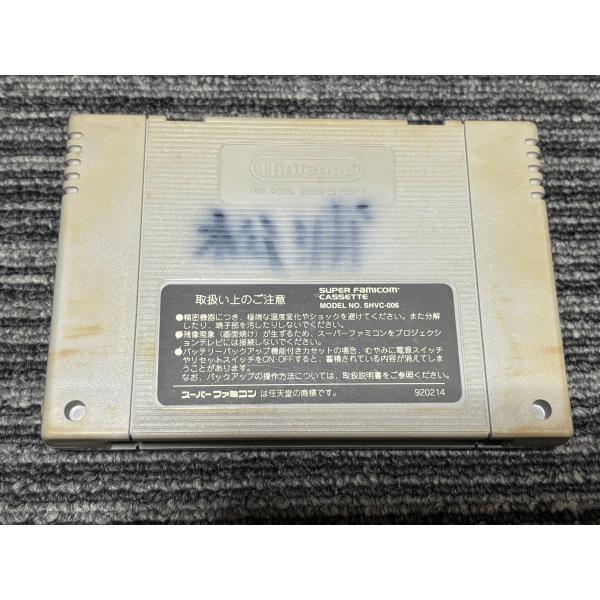 Nintendo
取扱い上のご注意
SUPER FAMICOM
CASSETTE
MODEL NO. SHVC-006
●精密機器につき、極端な温度変化やショックを避けてください。また分解
したり、端子部を汚したりしないでください。
●残像現象(画面焼け)が生ずるため、スーパーファミコンをプロジェクシ
ョンテレビには接続しないでください。
●バッテリーバックアップ機能付きカセットの場合、むやみに電源スイッチ
やリセットスイッチをON·OFFすると、蓄積されている内容が消えてしま
うことがあります。
なお、バックアップの操作方法については、取扱説明書をご参照ください。
スーパーファミコン は任天堂の商標です。
920214